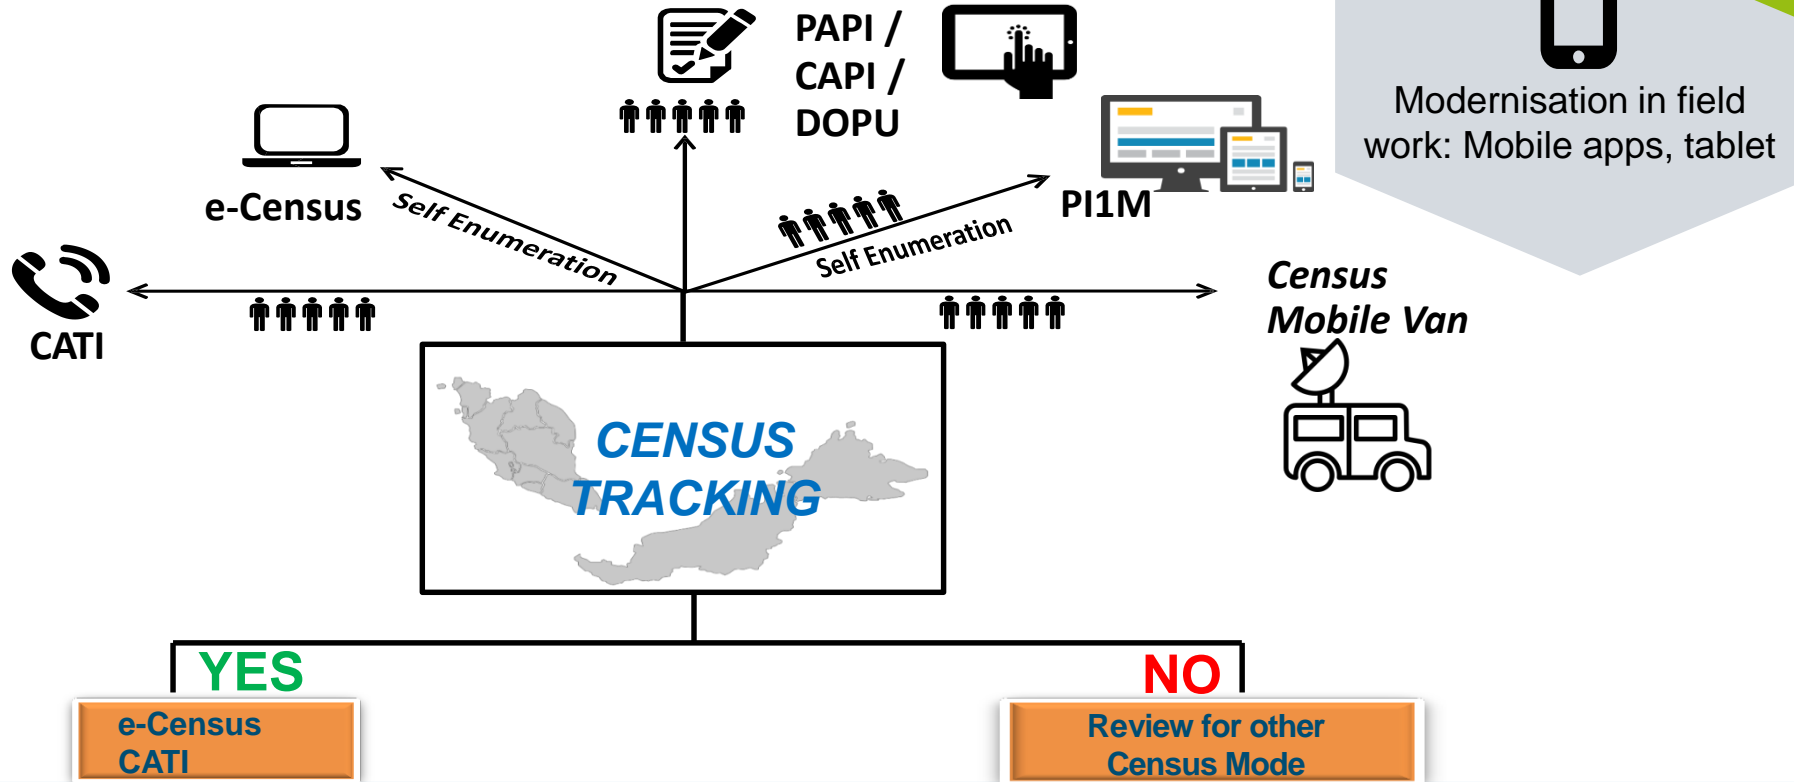 PAPI /
CAPI /
DOPU
Modernisation in field
work: Mobile apps, tablet
e-Census
Self Enumeration
PI1M
Self Enumeration
CATI
Census
Mobile Van
CENSUS
TRACKING
YES
NO
e-Census
CATI
Review for other
Census Mode